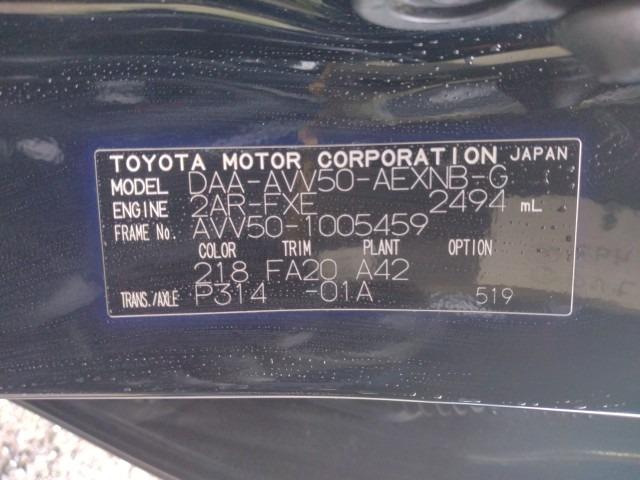 TOYOTA MOTOR CORPORATION JAPAN
MODEL DAA-AVV50-AEXNB-G
ENGINE 2AR-FXE 2494 mL
FRAME No. AVV50-1005459
COLOR TRIM PLANT OPTION
218 FA20 A42
TRANS./AXLE P314 -01A 519